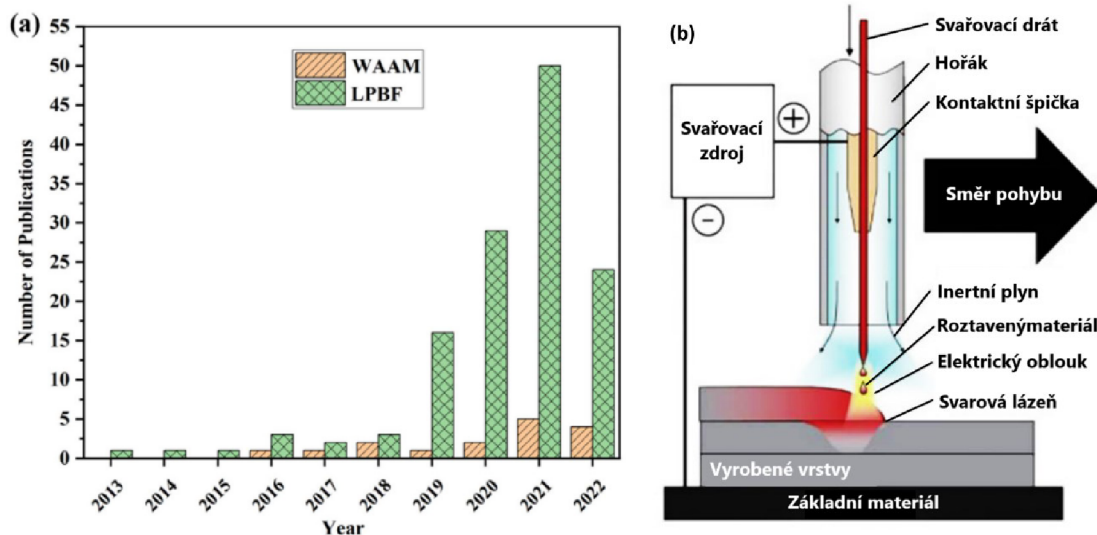 (a)
WAAM
LPBF
Number of Publications
55
50
45
40
35
30
25
20
15
10
5
0
2013
2014
2015
2016
2017
2018
2019
2020
2021
2022
Year
(b)
Svařovací drát
Hořák
Kontaktní špička
Svařovací
zdroj
+
−
Směr pohybu
Inertní plyn
Roztavenýmateriál
Elektrický oblouk
Svarová lázeň
Vyrobené vrstvy
Základní materiál